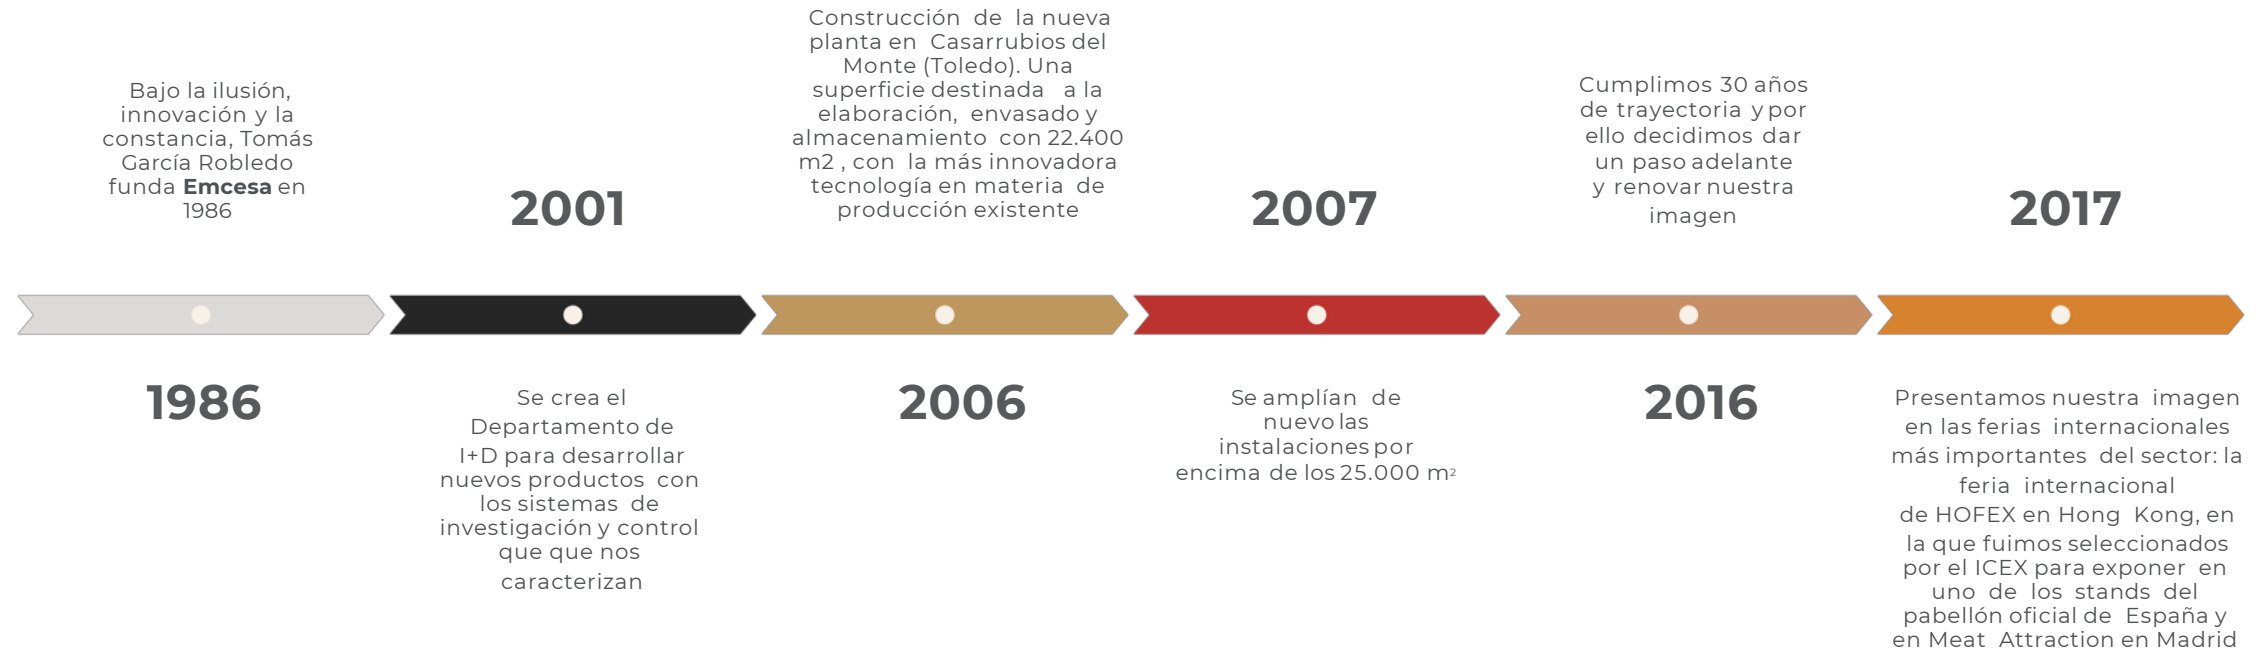 Bajo la ilusión,
innovación y la
constancia, Tomás
García Robledo
funda Emcesa en
1986
1986
2001
Se crea el
Departamento de
I+D para desarrollar
nuevos productos con
los sistemas de
investigación y control
que que nos
caracterizan
Construcción de la nueva
planta en Casarrubios del
Monte (Toledo). Una
superficie destinada a la
elaboración, envasado y
almacenamiento con 22.400
m2 , con la más innovadora
tecnología en materia de
producción existente
2006
2007
Se amplían de
nuevo las
instalaciones por
encima de los 25.000 m²
Cumplimos 30 años
de trayectoria y por
ello decidimos dar
un paso adelante
y renovar nuestra
imagen
2016
2017
Presentamos nuestra imagen
en las ferias internacionales
más importantes del sector: la
feria internacional
de HOFEX en Hong Kong, en
la que fuimos seleccionados
por el ICEX para exponer en
uno de los stands del
pabellón oficial de España y
en Meat Attraction en Madrid